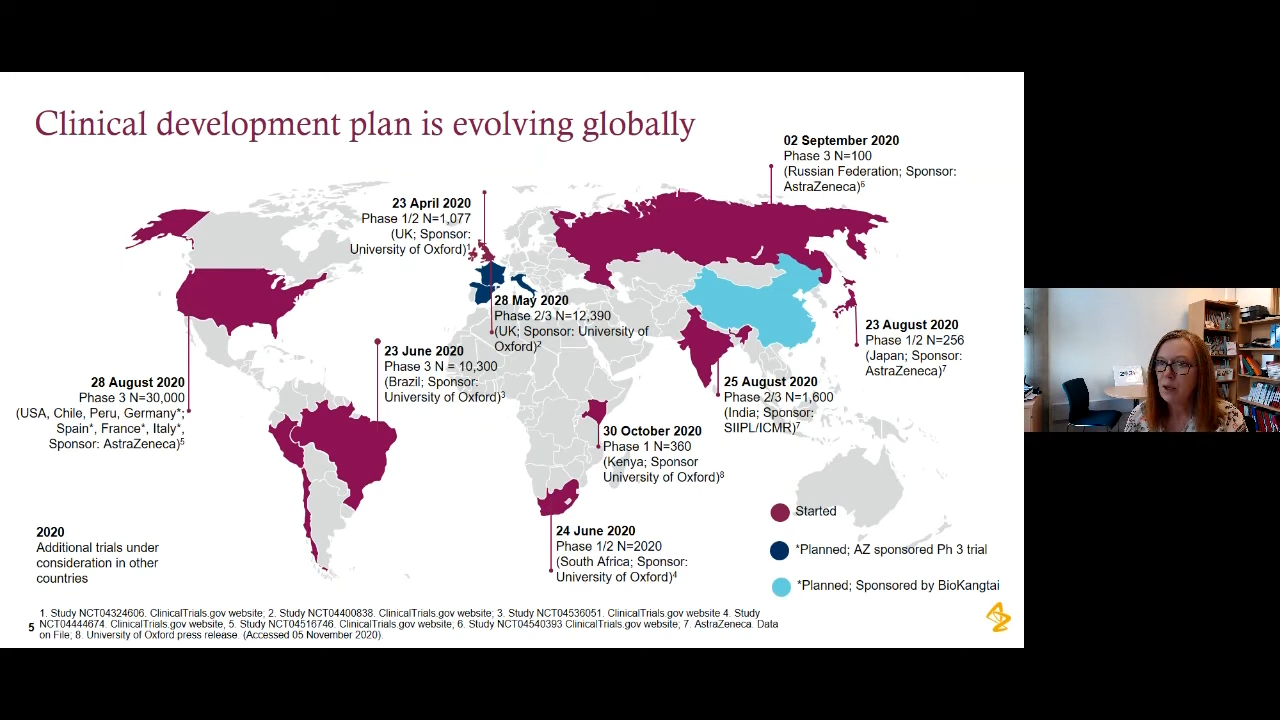 Clinical development plan is evolving globally
02 September 2020
Phase 3 N=100
(Russian Federation; Sponsor:
AstraZeneca)6
23 April 2020
Phase 1/2 N=1,077
(UK; Sponsor:
University of Oxford)1
28 May 2020
Phase 2/3 N=12,390
(UK; Sponsor: University of
Oxford)2
23 August 2020
Phase 1/2 N=256
(Japan; Sponsor:
AstraZeneca)7
23 June 2020
Phase 3 N = 10,300
(Brazil; Sponsor:
University of Oxford)3
28 August 2020
Phase 3 N=30,000
(USA, Chile, Peru, Germany*;
Spain*, France*, Italy*,
Sponsor: AstraZeneca)5
25 August 2020
Phase 2/3 N=1,600
(India; Sponsor:
SIIPL/ICMR)7
30 October 2020
Phase 1 N=360
(Kenya; Sponsor
University of Oxford)8
24 June 2020
Phase 1/2 N=2020
(South Africa; Sponsor:
University of Oxford)4
2020
Additional trials under
consideration in other
countries
Started
*Planned; AZ sponsored Ph 3 trial
*Planned; Sponsored by BioKangtai
1. Study NCT04324606. ClinicalTrials.gov website; 2. Study NCT04400838. ClinicalTrials.gov website; 3. Study NCT04536051. ClinicalTrials.gov website 4. Study
NCT04444674. ClinicalTrials.gov website, 5. Study NCT04516746. ClinicalTrials.gov website; 6. Study NCT04540393 ClinicalTrials.gov website; 7. AstraZeneca. Data
on File; 8. University of Oxford press release. (Accessed 05 November 2020).
5